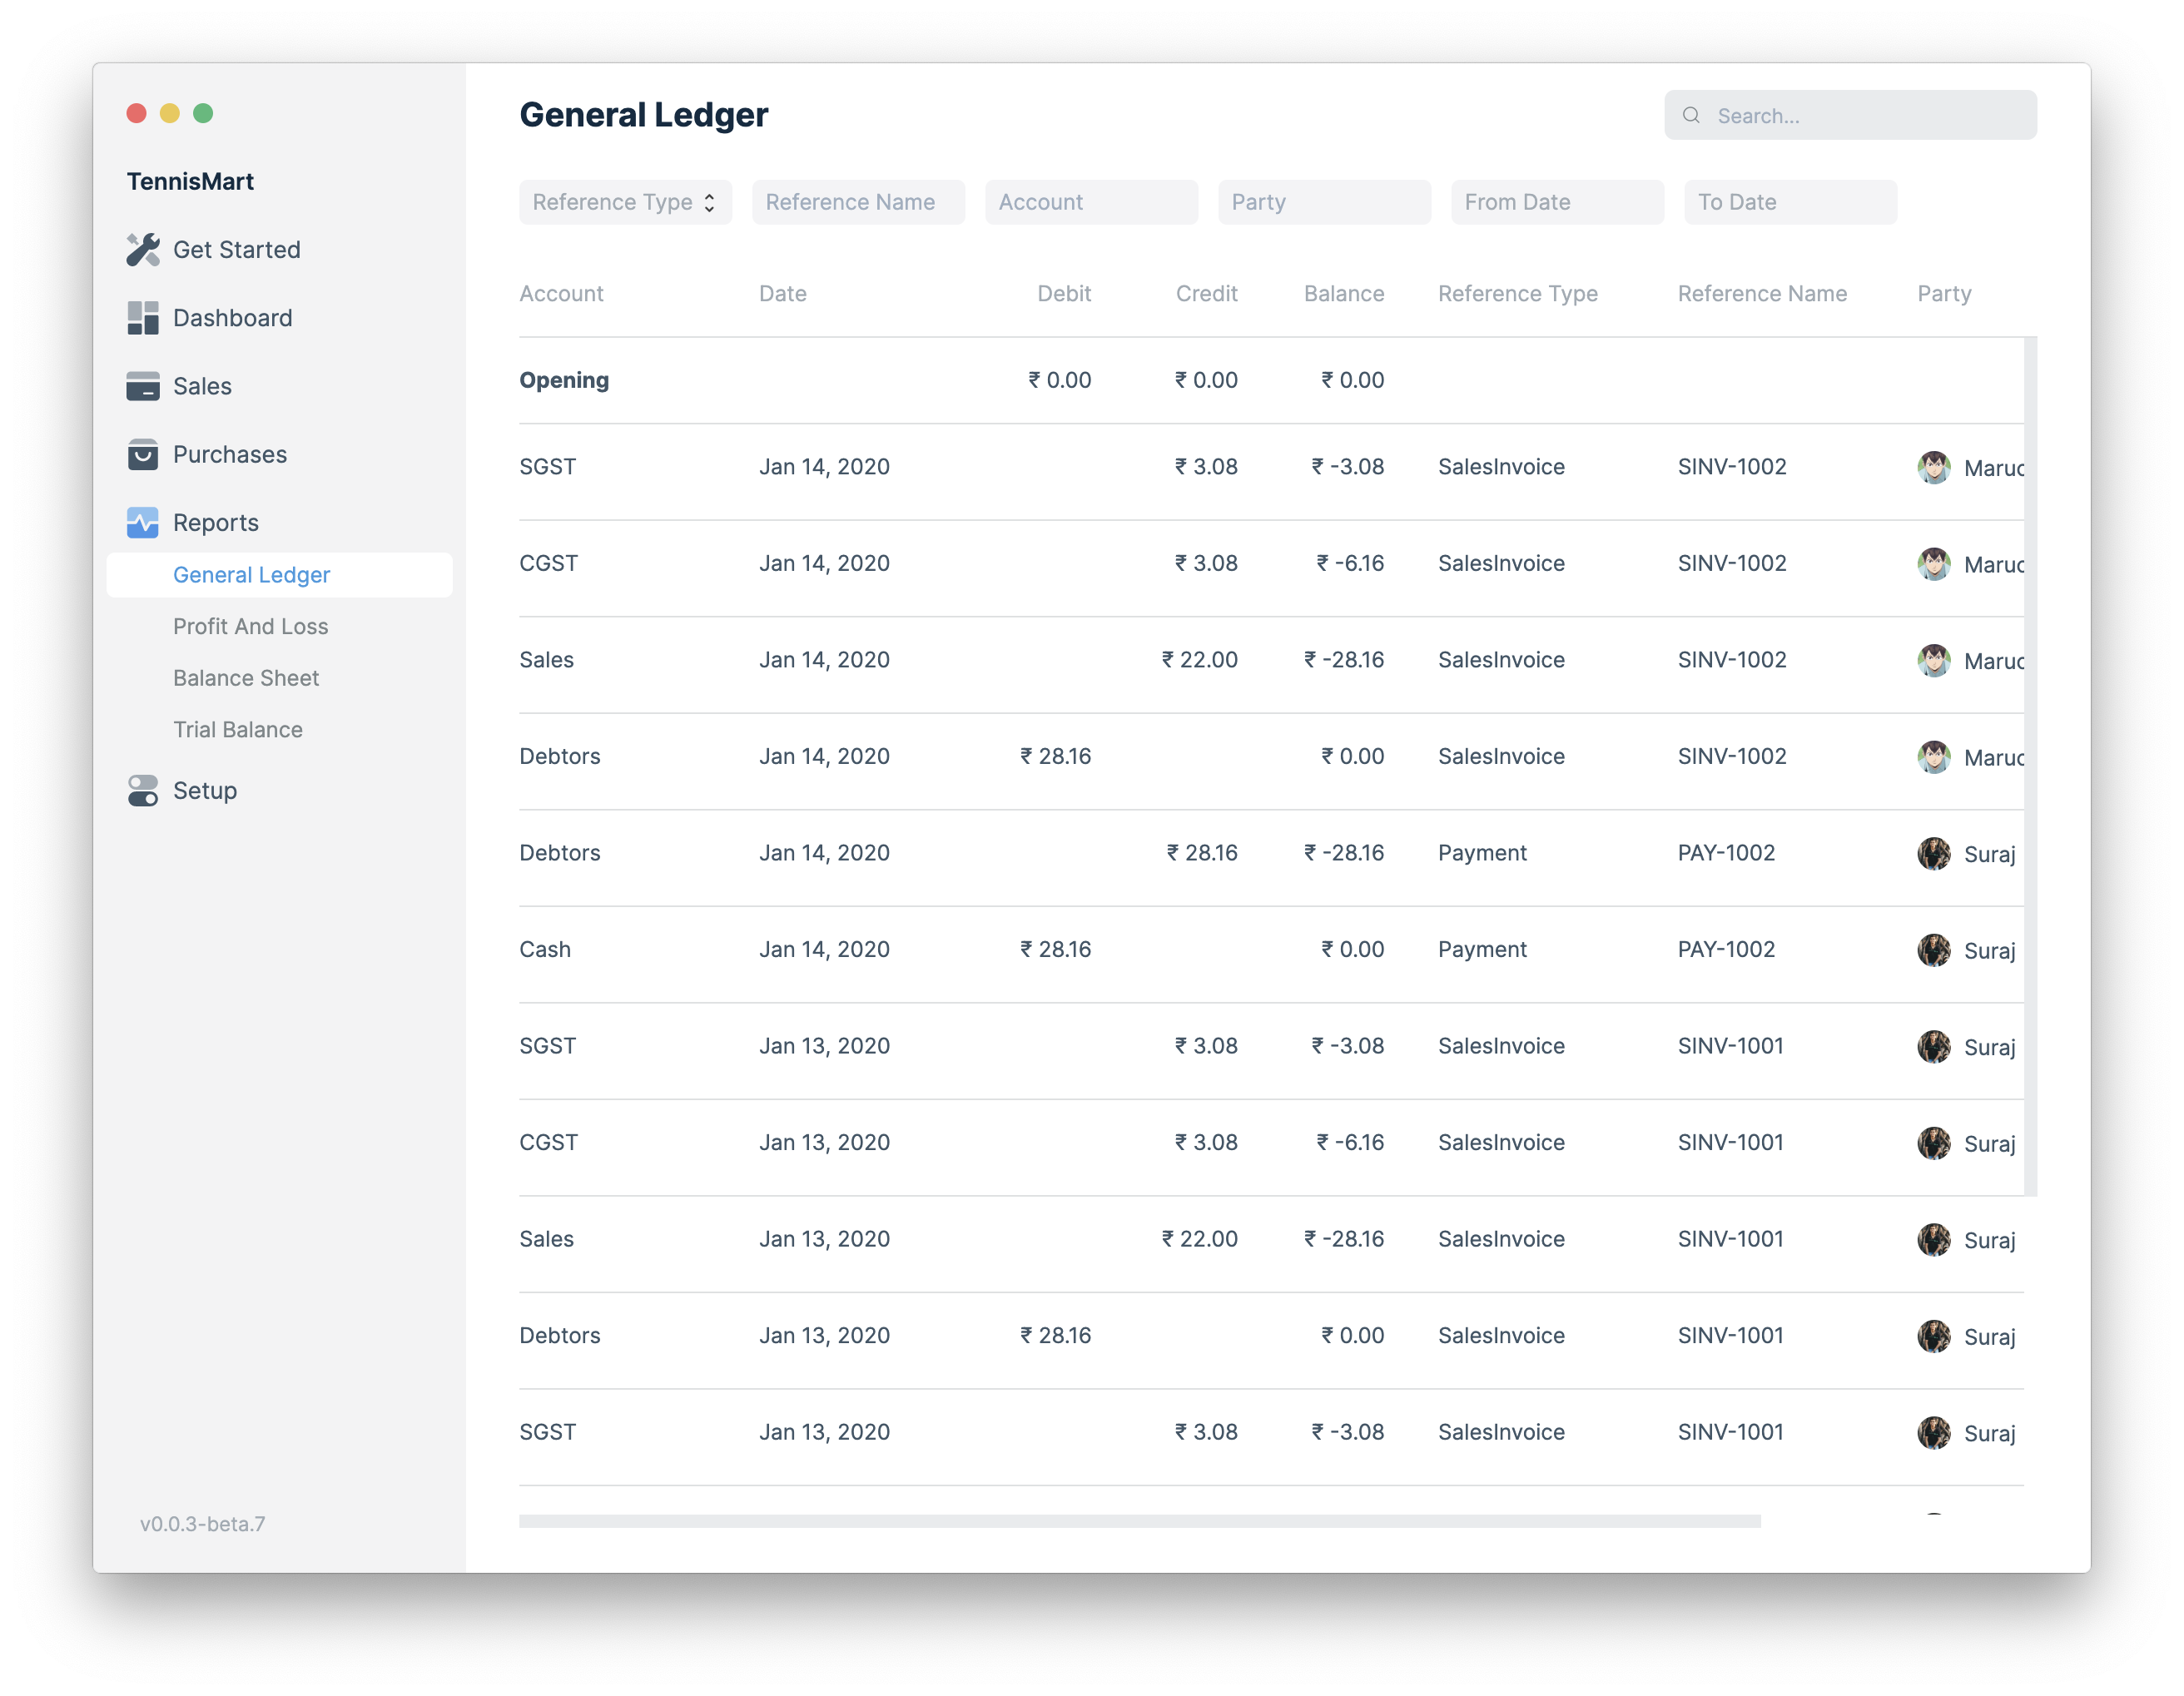 TennisMart
Get Started
Dashboard
Sales
Purchases
Reports
General Ledger
Profit And Loss
Balance Sheet
Trial Balance
Setup
v0.0.3-beta.7
General Ledger
Search...
Reference Type Reference Name Account Party From Date To Date
Account Date Debit Credit Balance Reference Type Reference Name Party
Opening ₹ 0.00 ₹ 0.00 ₹ 0.00
SGST Jan 14, 2020 ₹ 3.08 ₹ -3.08 SalesInvoice SINV-1002
CGST Jan 14, 2020 ₹ 3.08 ₹ -6.16 SalesInvoice SINV-1002
Sales Jan 14, 2020 ₹ 22.00 ₹ -28.16 SalesInvoice SINV-1002
Debtors Jan 14, 2020 ₹ 28.16 ₹ 0.00 SalesInvoice SINV-1002
Debtors Jan 14, 2020 ₹ 28.16 ₹ -28.16 Payment PAY-1002 Suraj
Cash Jan 14, 2020 ₹ 28.16 ₹ 0.00 Payment PAY-1002 Suraj
SGST Jan 13, 2020 ₹ 3.08 ₹ -3.08 SalesInvoice SINV-1001 Suraj
CGST Jan 13, 2020 ₹ 3.08 ₹ -6.16 SalesInvoice SINV-1001 Suraj
Sales Jan 13, 2020 ₹ 22.00 ₹ -28.16 SalesInvoice SINV-1001 Suraj
Debtors Jan 13, 2020 ₹ 28.16 ₹ 0.00 SalesInvoice SINV-1001 Suraj
SGST Jan 13, 2020 ₹ 3.08 ₹ -3.08 SalesInvoice SINV-1001 Suraj